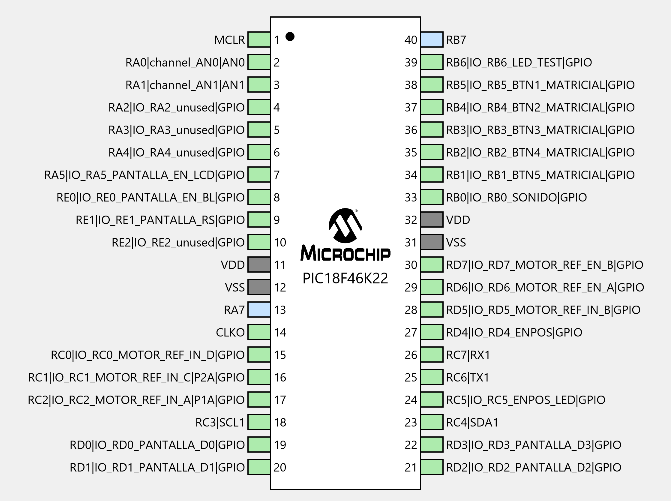 MCLR 1
RA0|channel_AN0|AN0 2
RA1|channel_AN1|AN1 3
RA2|IO_RA2_unused|GPIO 4
RA3|IO_RA3_unused|GPIO 5
RA4|IO_RA4_unused|GPIO 6
RA5|IO_RA5_PANTALLA_EN_LCD|GPIO 7
RE0|IO_RE0_PANTALLA_EN_BL|GPIO 8
RE1|IO_RE1_PANTALLA_RS|GPIO 9
RE2|IO_RE2_unused|GPIO 10
VDD 11
VSS 12
RA7 13
CLKO 14
RC0|IO_RC0_MOTOR_REF_IN_D|GPIO 15
RC1|IO_RC1_MOTOR_REF_IN_C|P2A|GPIO 16
RC2|IO_RC2_MOTOR_REF_IN_A|P1A|GPIO 17
RC3|SCL1 18
RD0|IO_RD0_PANTALLA_D0|GPIO 19
RD1|IO_RD1_PANTALLA_D1|GPIO 20
MICROCHIP
PIC18F46K22
40 RB7
39 RB6|IO_RB6_LED_TEST|GPIO
38 RB5|IO_RB5_BTN1_MATRICIAL|GPIO
37 RB4|IO_RB4_BTN2_MATRICIAL|GPIO
36 RB3|IO_RB3_BTN3_MATRICIAL|GPIO
35 RB2|IO_RB2_BTN4_MATRICIAL|GPIO
34 RB1|IO_RB1_BTN5_MATRICIAL|GPIO
33 RB0|IO_RB0_SONIDO|GPIO
32 VDD
31 VSS
30 RD7|IO_RD7_MOTOR_REF_EN_B|GPIO
29 RD6|IO_RD6_MOTOR_REF_EN_A|GPIO
28 RD5|IO_RD5_MOTOR_REF_IN_B|GPIO
27 RD4|IO_RD4_ENPOS|GPIO
26 RC7|RX1
25 RC6|TX1
24 RC5|IO_RC5_ENPOS_LED|GPIO
23 RC4|SDA1
22 RD3|IO_RD3_PANTALLA_D3|GPIO
21 RD2|IO_RD2_PANTALLA_D2|GPIO